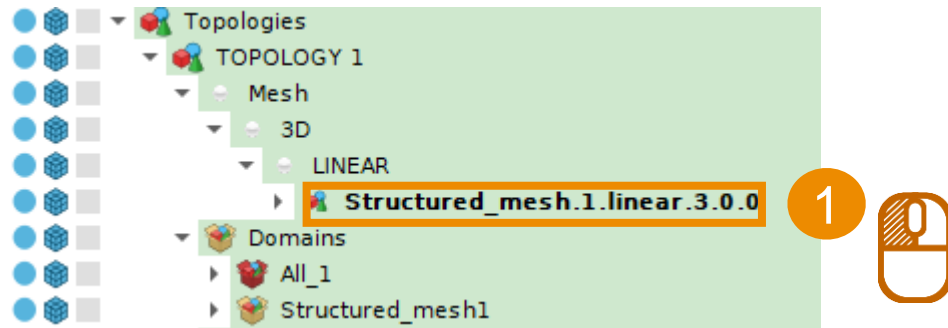 Topologies
TOPOLOGY 1
Mesh
3D
LINEAR
Structured_mesh.1.linear.3.0.0
1
Domains
All_1
Structured_mesh1